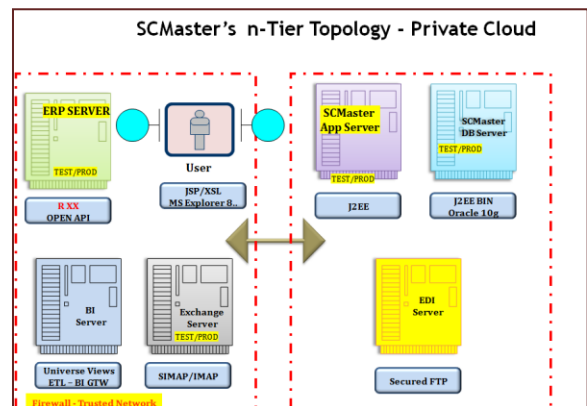 SCMaster's n-Tier Topology - Private Cloud
ERP SERVER
TEST/PROD
R XX
OPEN API
User
JSP/XSL
MS Explorer 8..
SCMaster
App Server
TEST/PROD
J2EE
SCMaster
DB Server
TEST/PROD
J2EE BIN
Oracle 10g
BI
Server
Universe Views
ETL – BI GTW
Exchange
Server
TEST/PROD
SIMAP/IMAP
EDI
Server
Secured FTP
Firewall - Trusted Network